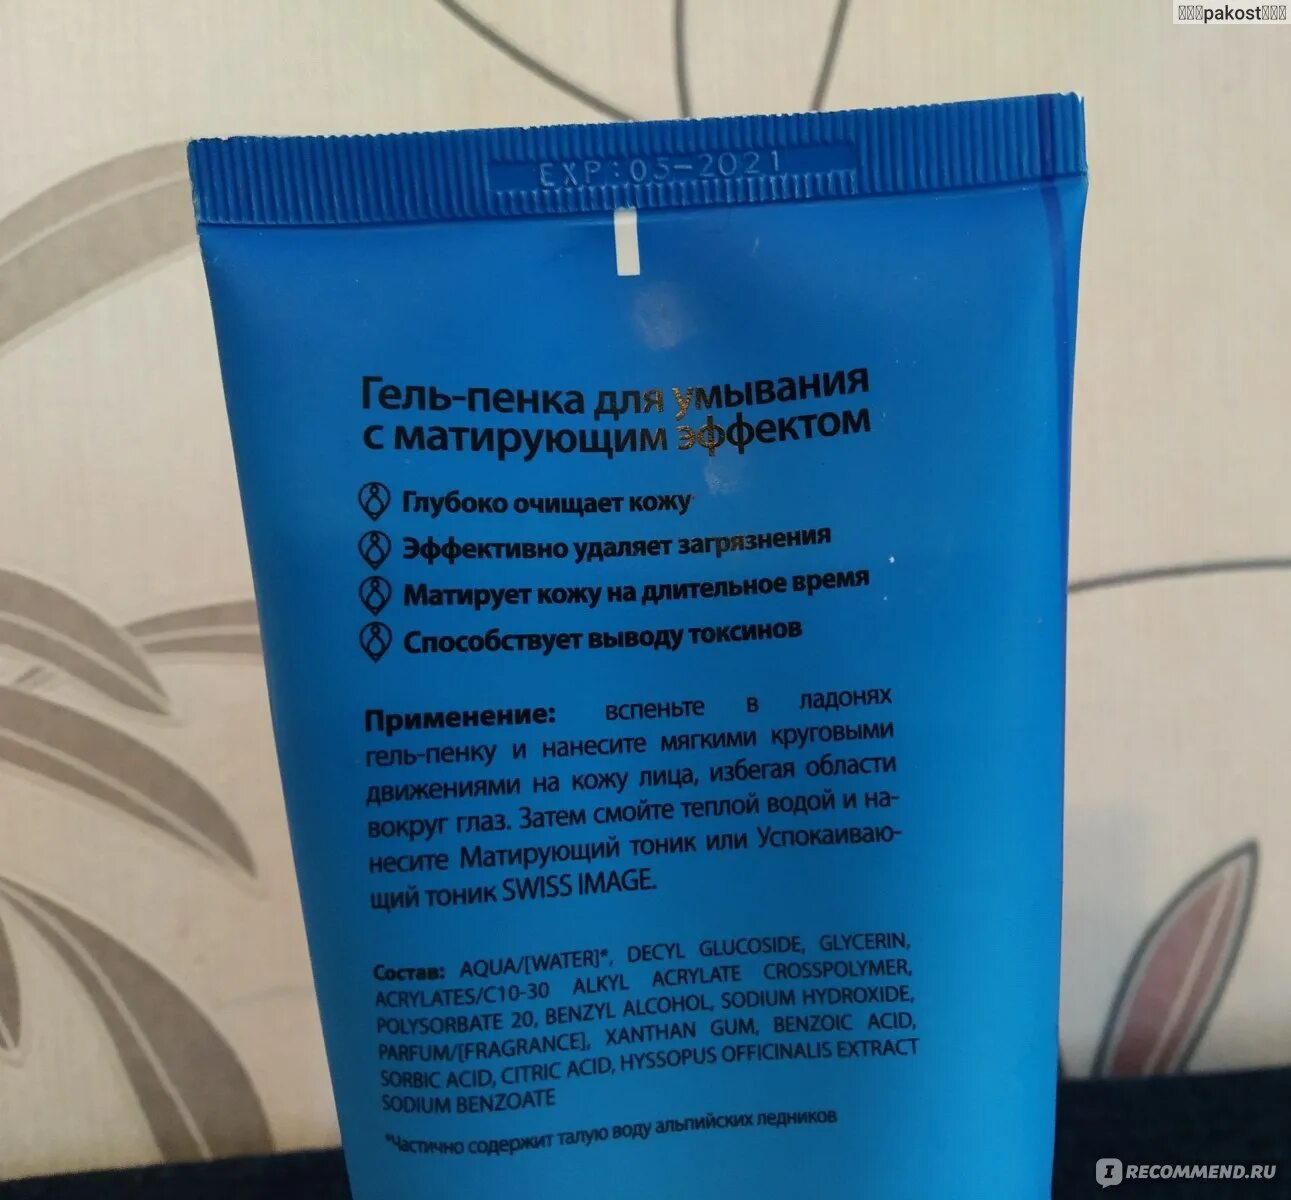 pakost
EXP:05-2021
Гель-пенка для умывания
с матирующим эффектом
Глубоко очищает кожу
Эффективно удаляет загрязнения
Матирует кожу на длительное время
Способствует выводу токсинов
Применение: вспеньте в ладонях
гель-пенку и нанесите мягкими круговыми
движениями на кожу лица, избегая области
вокруг глаз. Затем смойте теплой водой и на-
несите Матирующий тоник или Успокаиваю-
щий тоник SWISS IMAGE.
Состав: AQUA/[WATER]*, DECYL GLUCOSIDE, GLYCERIN,
ACRYLATES/C10-30 ALKYL ACRYLATE CROSSPOLYMER,
POLYSORBATE 20, BENZYL ALCOHOL, SODIUM HYDROXIDE,
PARFUM/[FRAGRANCE], XANTHAN GUM, BENZOIC ACID,
SORBIC ACID, CITRIC ACID, HYSSOPUS OFFICINALIS EXTRACT
SODIUM BENZOATE
*Частично содержит талую воду альпийских ледников
IRECOMMEND.RU